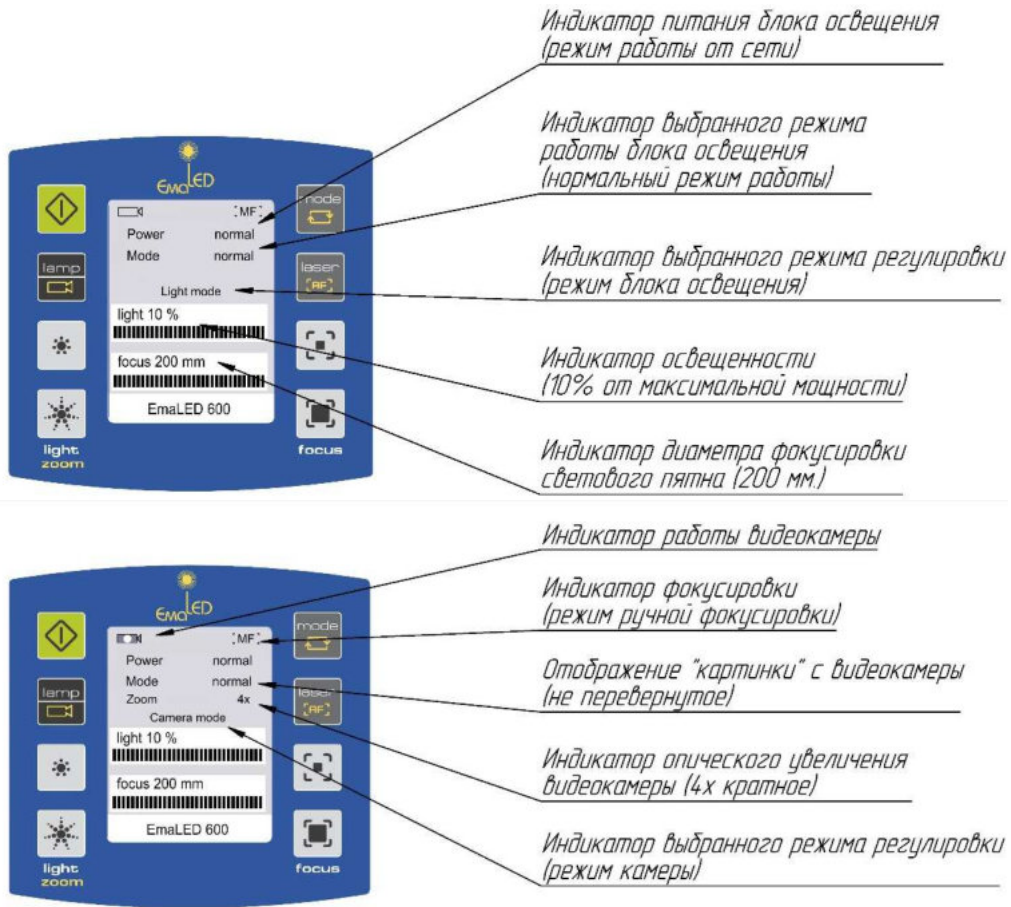 Индикатор питания блока освещения
(режим работы от сети)
Индикатор выбранного режима
работы блока освещения
(нормальный режим работы)
Индикатор выбранного режима регулировки
(режим блока освещения)
Индикатор освещенности
(10% от максимальной мощности)
Индикатор диаметра фокусировки
светового пятна (200 мм.)
EmaLED
lamp
light
zoom
[MF]
Power normal
Mode normal
Light mode
light 10 %
focus 200 mm
EmaLED 600
mode
laser
[AF]
focus
Индикатор работы видеокамеры
Индикатор фокусировки
(режим ручной фокусировки)
Отображение "картинки" с видеокамеры
(не перевернутое)
Индикатор опического увеличения
видеокамеры (4х кратное)
Индикатор выбранного режима регулировки
(режим камеры)
EmaLED
lamp
light
zoom
[MF]
Power normal
Mode normal
Zoom 4x
Camera mode
light 10 %
focus 200 mm
EmaLED 600
mode
laser
[AF]
focus